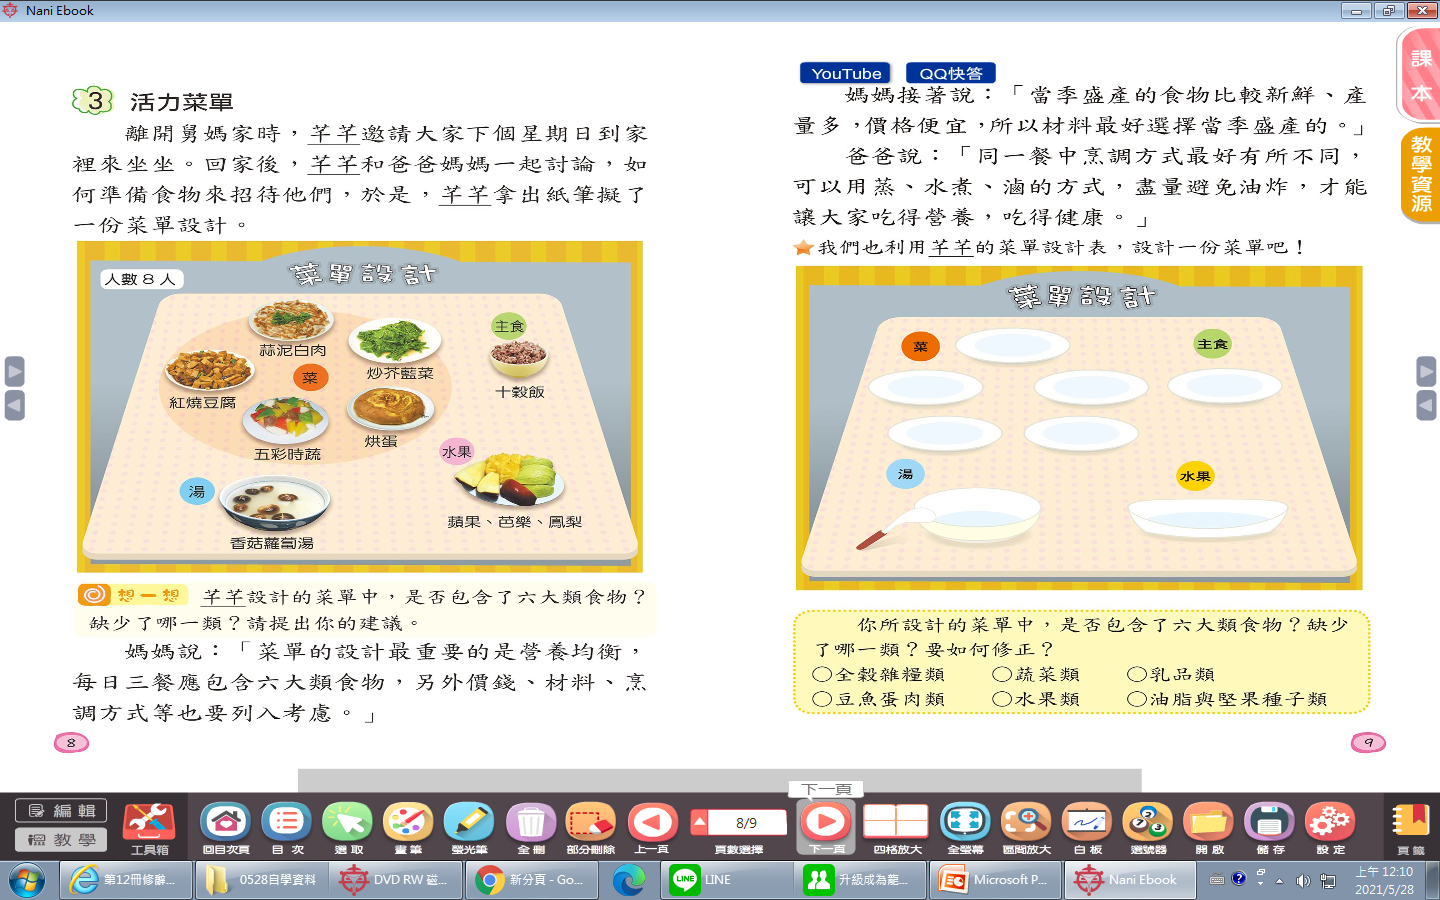 Nani Ebook
3 活力菜單
離開舅媽家時，芊芊邀請大家下個星期日到家
裡來坐坐。回家後，芊芊和爸爸媽媽一起討論，如
何準備食物來招待他們，於是，芊芊拿出紙筆擬了
一份菜單設計。
菜單設計
人數 8 人
蒜泥白肉
炒芥藍菜
主食
十穀飯
菜
紅燒豆腐
烘蛋
五彩時蔬
水果
蘋果、芭樂、鳳梨
湯
香菇蘿蔔湯
想一想 芊芊設計的菜單中，是否包含了六大類食物？
缺少了哪一類？請提出你的建議。
媽媽說：「菜單的設計最重要的是營養均衡，
每日三餐應包含六大類食物，另外價錢、材料、烹
調方式等也要列入考慮。」
8
YouTube QQ快答
媽媽接著說：「當季盛產的食物比較新鮮、產
量多，價格便宜，所以材料最好選擇當季盛產的。」
爸爸說：「同一餐中烹調方式最好有所不同，
可以用蒸、水煮、滷的方式，盡量避免油炸，才能
讓大家吃得營養，吃得健康。」
我們也利用芊芊的菜單設計表，設計一份菜單吧！
菜單設計
菜
主食
湯
水果
你所設計的菜單中，是否包含了六大類食物？缺少
了哪一類？要如何修正？
○全穀雜糧類 ○蔬菜類 ○乳品類
○豆魚蛋肉類 ○水果類 ○油脂與堅果種子類
9
課本
教學資源
下一頁
編輯
教學
工具箱
回目次頁 目次 選取 畫筆 螢光筆 全刪 部分刪除 上一頁 8/9 頁數選擇 下一頁 四格放大 全螢幕 區間放大 白板 選號器 開啟 儲存 設定 頁籤
第12冊修辭... 0528自學資料 DVD RW 磁... 新分頁 - Go... LINE 升級成為龍... Microsoft P... Nani Ebook
上午 12:10
2021/5/28